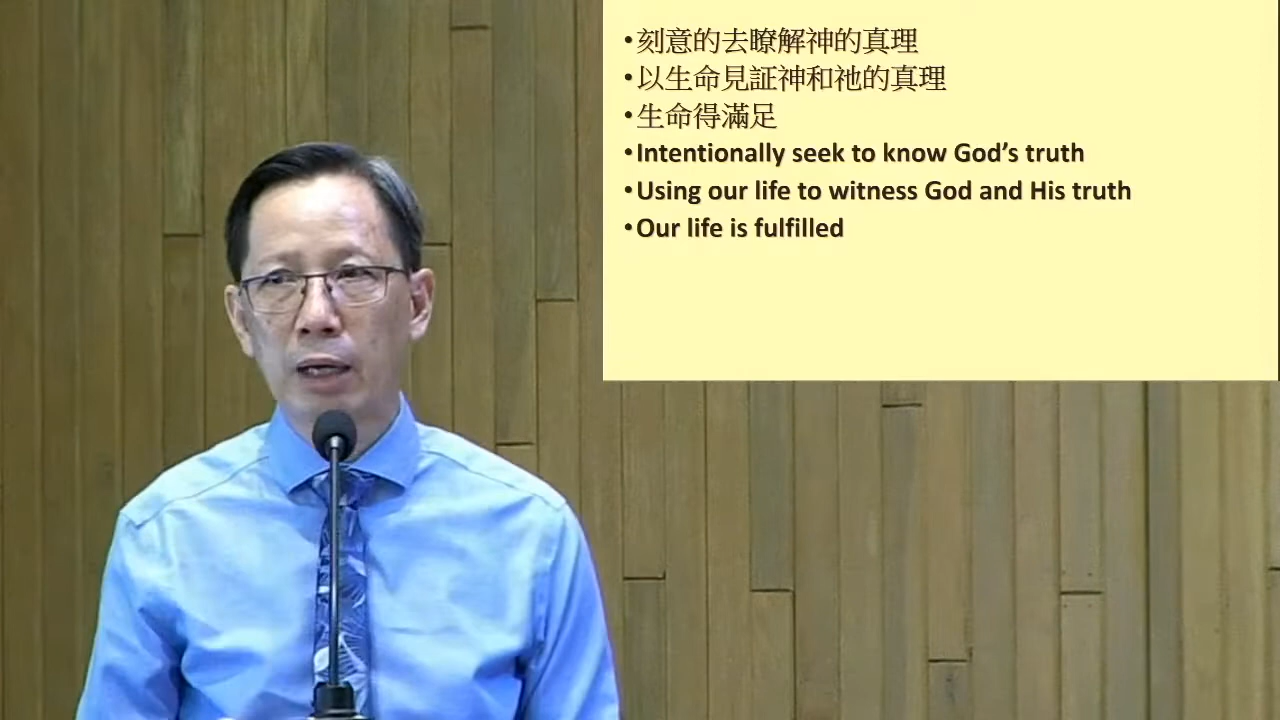 •刻意的去瞭解神的真理
•以生命見証神和祂的真理
•生命得滿足
•Intentionally seek to know God’s truth
•Using our life to witness God and His truth
•Our life is fulfilled